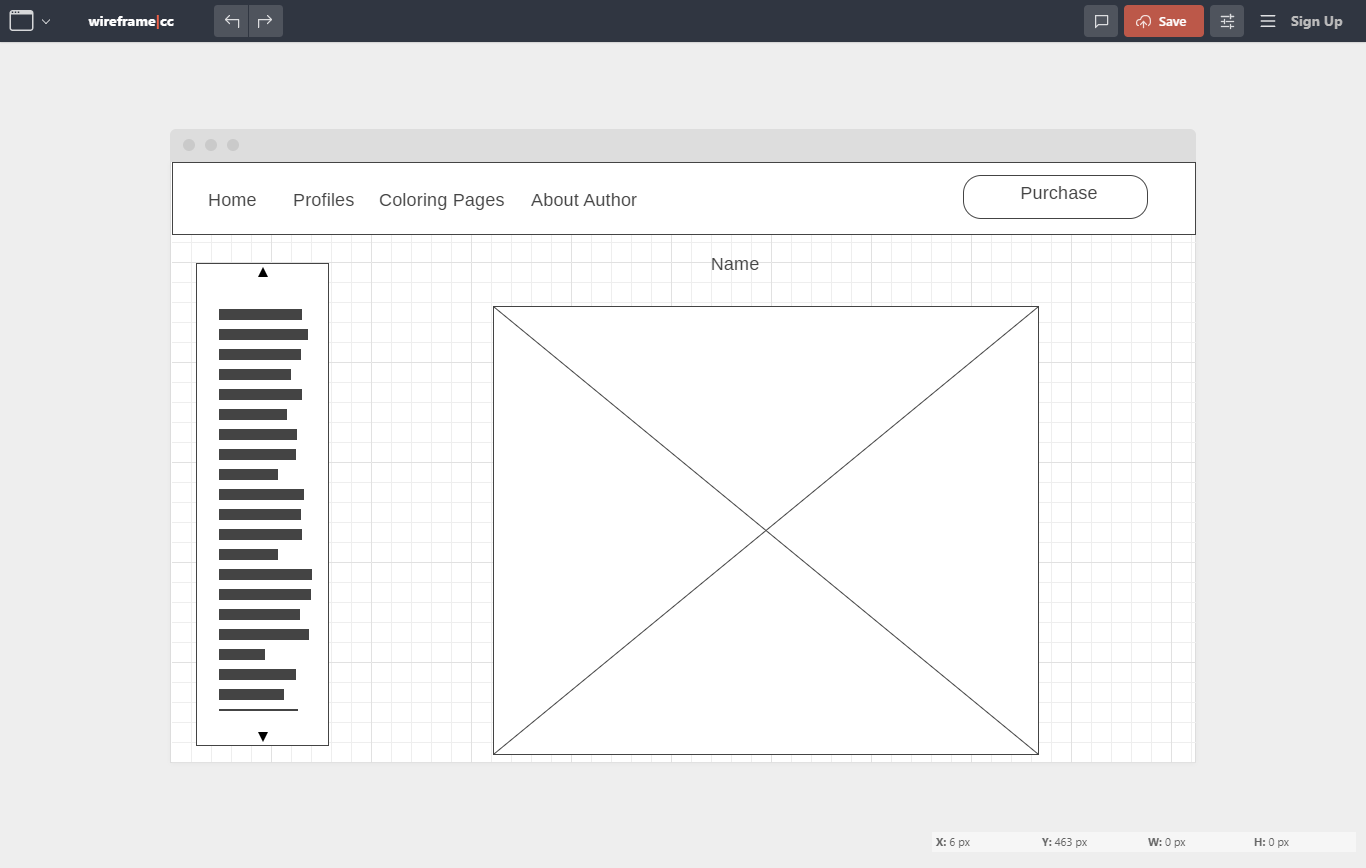 wireframe|cc
Save
Sign Up
Home Profiles Coloring Pages About Author Purchase
Name
X: 6 px Y: 463 px W: 0 px H: 0 px